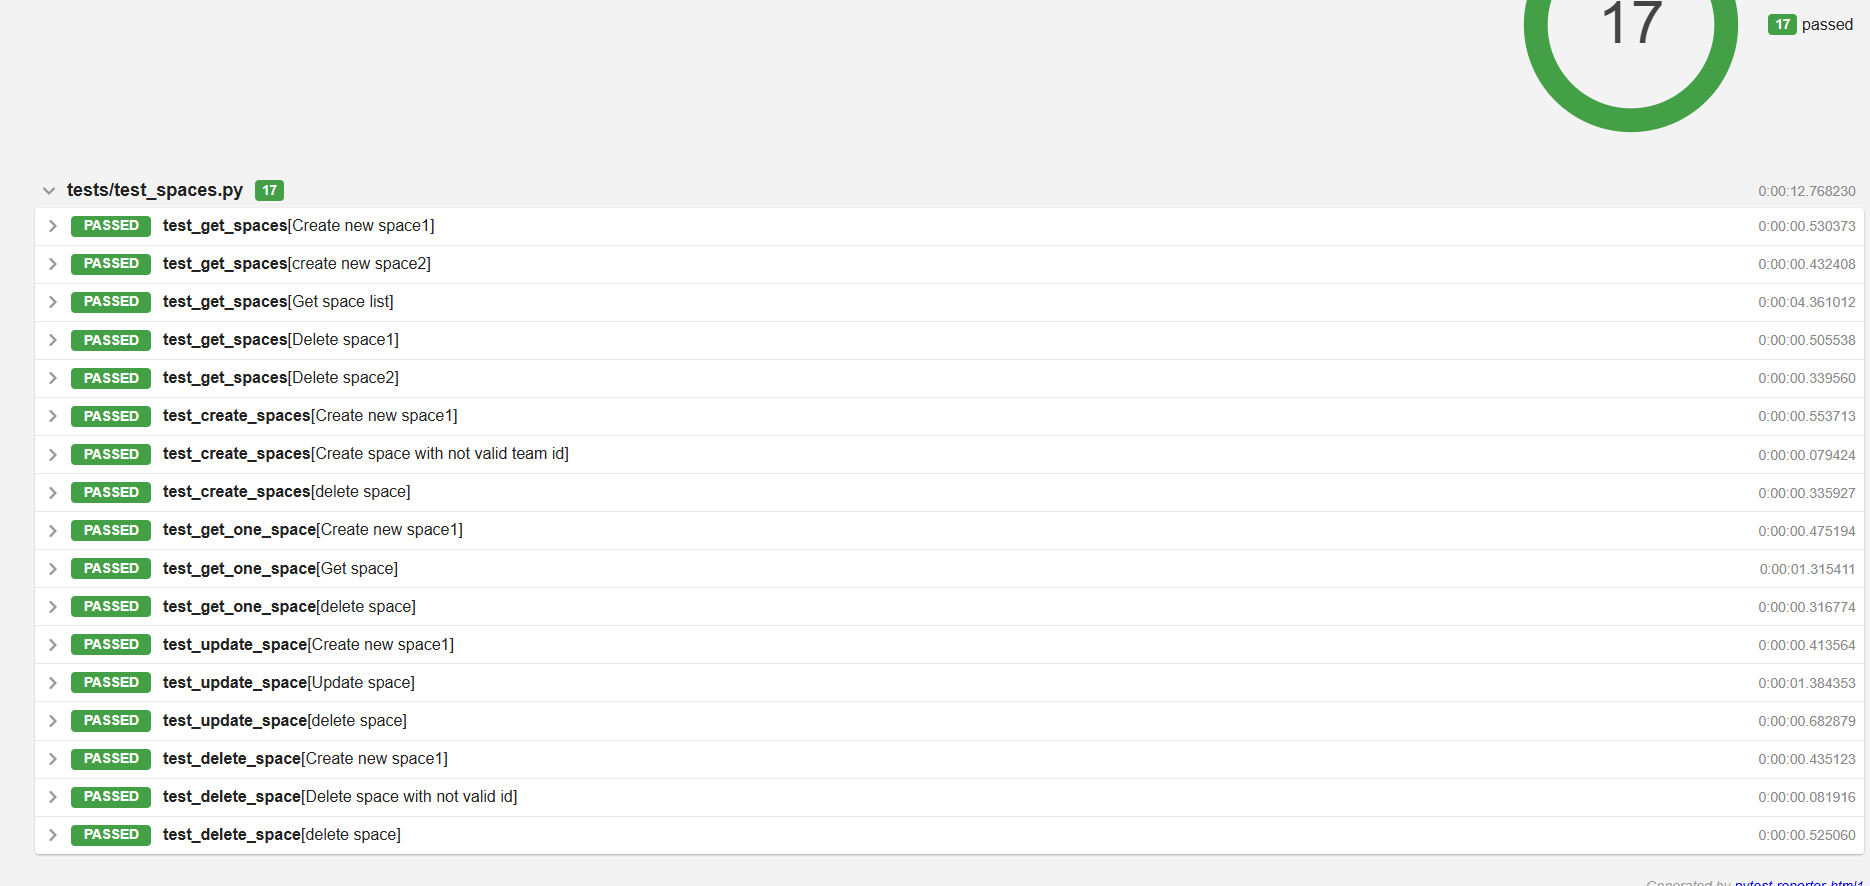 17
17 passed
tests/test_spaces.py 17 0:00:12.768230
PASSED test_get_spaces[Create new space1] 0:00:00.530373
PASSED test_get_spaces[create new space2] 0:00:00.432408
PASSED test_get_spaces[Get space list] 0:00:04.361012
PASSED test_get_spaces[Delete space1] 0:00:00.505538
PASSED test_get_spaces[Delete space2] 0:00:00.339560
PASSED test_create_spaces[Create new space1] 0:00:00.553713
PASSED test_create_spaces[Create space with not valid team id] 0:00:00.079424
PASSED test_create_spaces[delete space] 0:00:00.335927
PASSED test_get_one_space[Create new space1] 0:00:00.475194
PASSED test_get_one_space[Get space] 0:00:01.315411
PASSED test_get_one_space[delete space] 0:00:00.316774
PASSED test_update_space[Create new space1] 0:00:00.413564
PASSED test_update_space[Update space] 0:00:01.384353
PASSED test_update_space[delete space] 0:00:00.682879
PASSED test_delete_space[Create new space1] 0:00:00.435123
PASSED test_delete_space[Delete space with not valid id] 0:00:00.081916
PASSED test_delete_space[delete space] 0:00:00.525060
Generated by pytest-reporter-html1